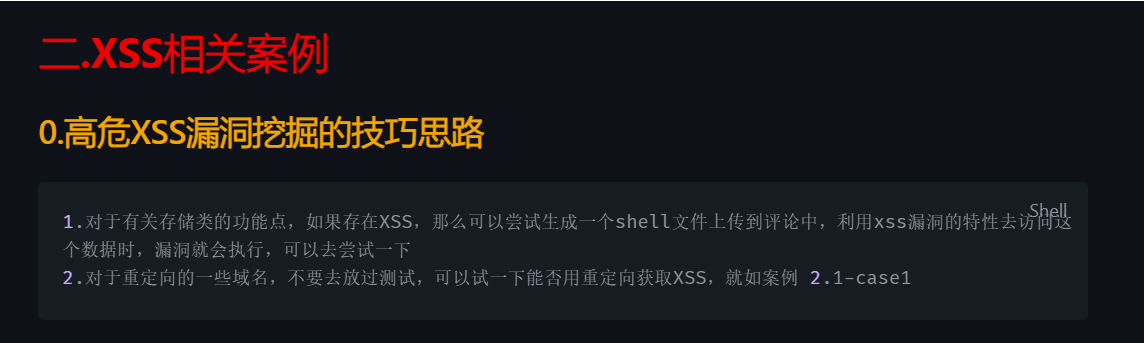 二.XSS相关案例
0.高危XSS漏洞挖掘的技巧思路
Shell
1.对于有关存储类的功能点，如果存在XSS，那么可以尝试生成一个shell文件上传到评论中，利用xss漏洞的特性去访问这
个数据时，漏洞就会执行，可以去尝试一下
2.对于重定向的一些域名，不要去放过测试，可以试一下能否用重定向获取XSS，就如案例 2.1-case1